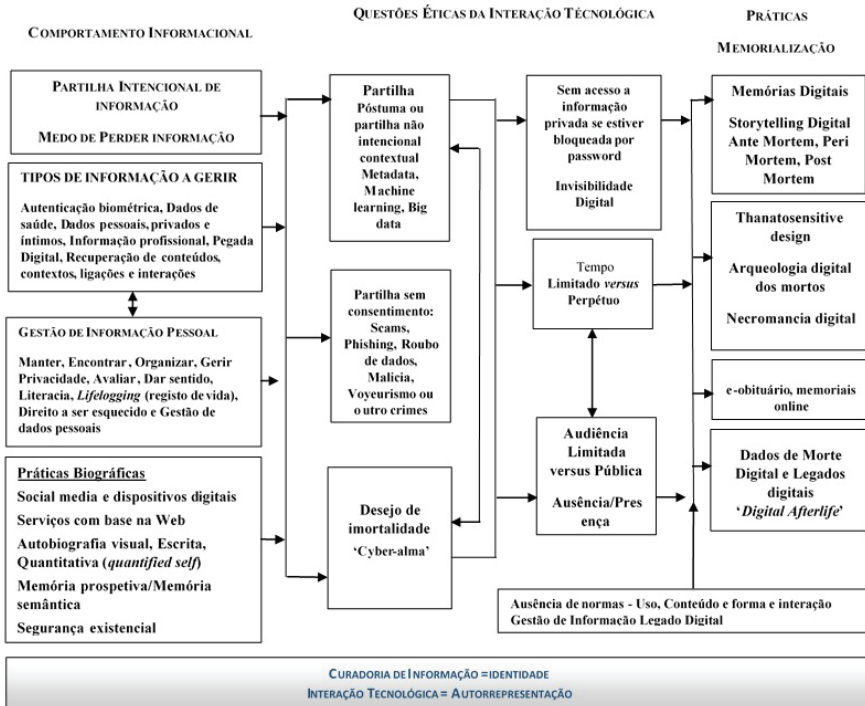 COMPORTAMENTO INFORMACIONAL
PARTILHA INTENCIONAL DE
INFORMAÇÃO
MEDO DE PERDER INFORMAÇÃO
TIPOS DE INFORMAÇÃO A GERIR
Autenticação biométrica, Dados de
saúde, Dados pessoais, privados e
íntimos, Informação profissional, Pegada
Digital, Recuperação de conteúdos,
contextos, ligações e interações
GESTÃO DE INFORMAÇÃO PESSOAL
Manter, Encontrar, Organizar, Gerir
Privacidade, Avaliar, Dar sentido,
Literacia, Lifelogging (registo de vida),
Direito a ser esquecido e Gestão de
dados pessoais
Práticas Biográficas
Social media e dispositivos digitais
Serviços com base na Web
Autobiografia visual, Escrita,
Quantitativa (quantified self)
Memória prospetiva/Memória
semântica
Segurança existencial
QUESTÕES ÉTICAS DA INTERAÇÃO TÉCNOLÓGICA
Partilha
Póstuma ou
partilha não
intencional
contextual
Metadata,
Machine
learning, Big
data
Partilha sem
consentimento:
Scams,
Phishing, Roubo
de dados,
Malicia,
Voyeurismo ou
outro crimes
Desejo de
imortalidade
‘Cyber-alma’
Sem acesso a
informação
privada se estiver
bloqueada por
password
Invisibilidade
Digital
Tempo
Limitado versus
Perpétuo
Audiência
Limitada
versus Pública
Ausência/Pres
ença
PRÁTICAS
MEMORIALIZAÇÃO
Memórias Digitais
Storytelling Digital
Ante Mortem, Peri
Mortem, Post
Mortem
Thanatosensitive
design
Arqueologia digital
dos mortos
Necromancia digital
e-obituário, memoriais
online
Dados de Morte
Digital e Legados
digitais
‘Digital Afterlife’
Ausência de normas - Uso, Conteúdo e forma e interação
Gestão de Informação Legado Digital
CURADORIA DE INFORMAÇÃO =IDENTIDADE
INTERAÇÃO TECNOLÓGICA = AUTORREPRESENTAÇÃO